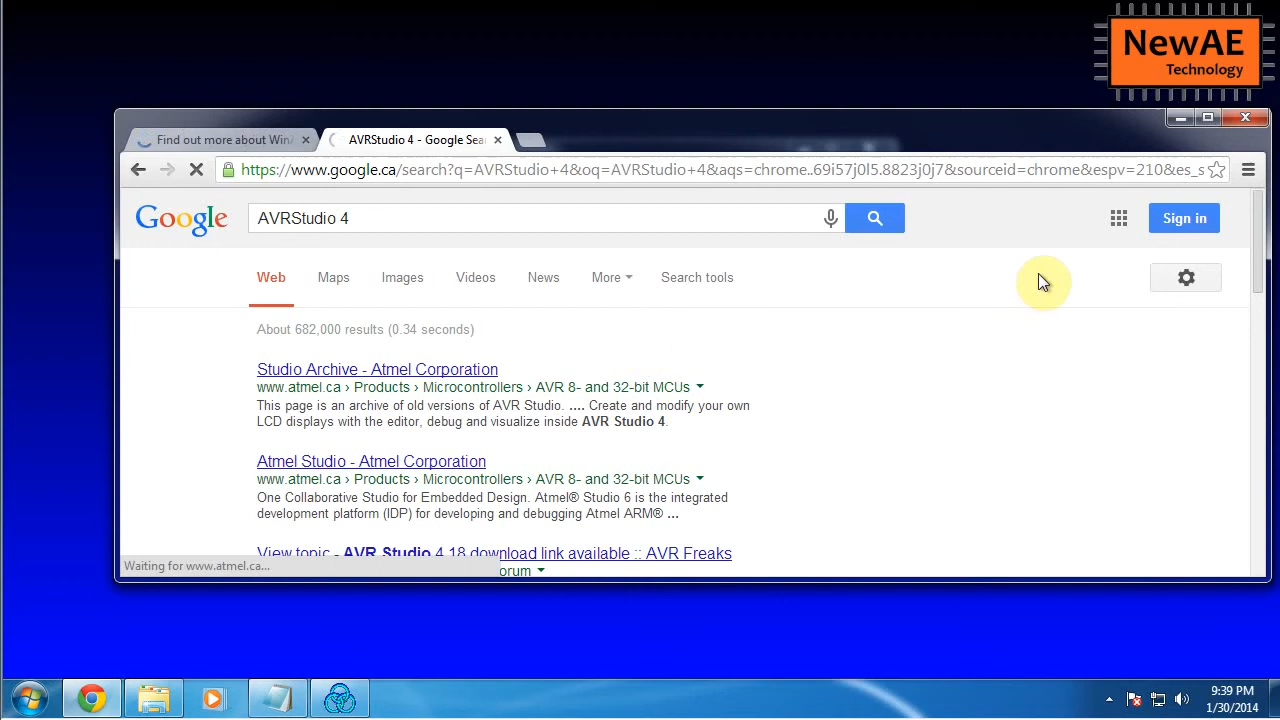 NewAE
Technology
Find out more about Win
AVRStudio 4 - Google Sea
https://www.google.ca/search?q=AVRStudio+4&oq=AVRStudio+4&aqs=chrome..69i57j0l5.8823j0j7&sourceid=chrome&espv=210&es_s
Google
AVRStudio 4
Sign in
Web Maps Images Videos News More Search tools
About 682,000 results (0.34 seconds)
Studio Archive - Atmel Corporation
www.atmel.ca › Products › Microcontrollers › AVR 8- and 32-bit MCUs
This page is an archive of old versions of AVR Studio. .... Create and modify your own
LCD displays with the editor, debug and visualize inside AVR Studio 4.
Atmel Studio - Atmel Corporation
www.atmel.ca › Products › Microcontrollers › AVR 8- and 32-bit MCUs
One Collaborative Studio for Embedded Design. Atmel® Studio 6 is the integrated
development platform (IDP) for developing and debugging Atmel ARM® ...
View topic - AVR Studio 4.18 download link available :: AVR Freaks
Waiting for www.atmel.ca...
orum
9:39 PM
1/30/2014